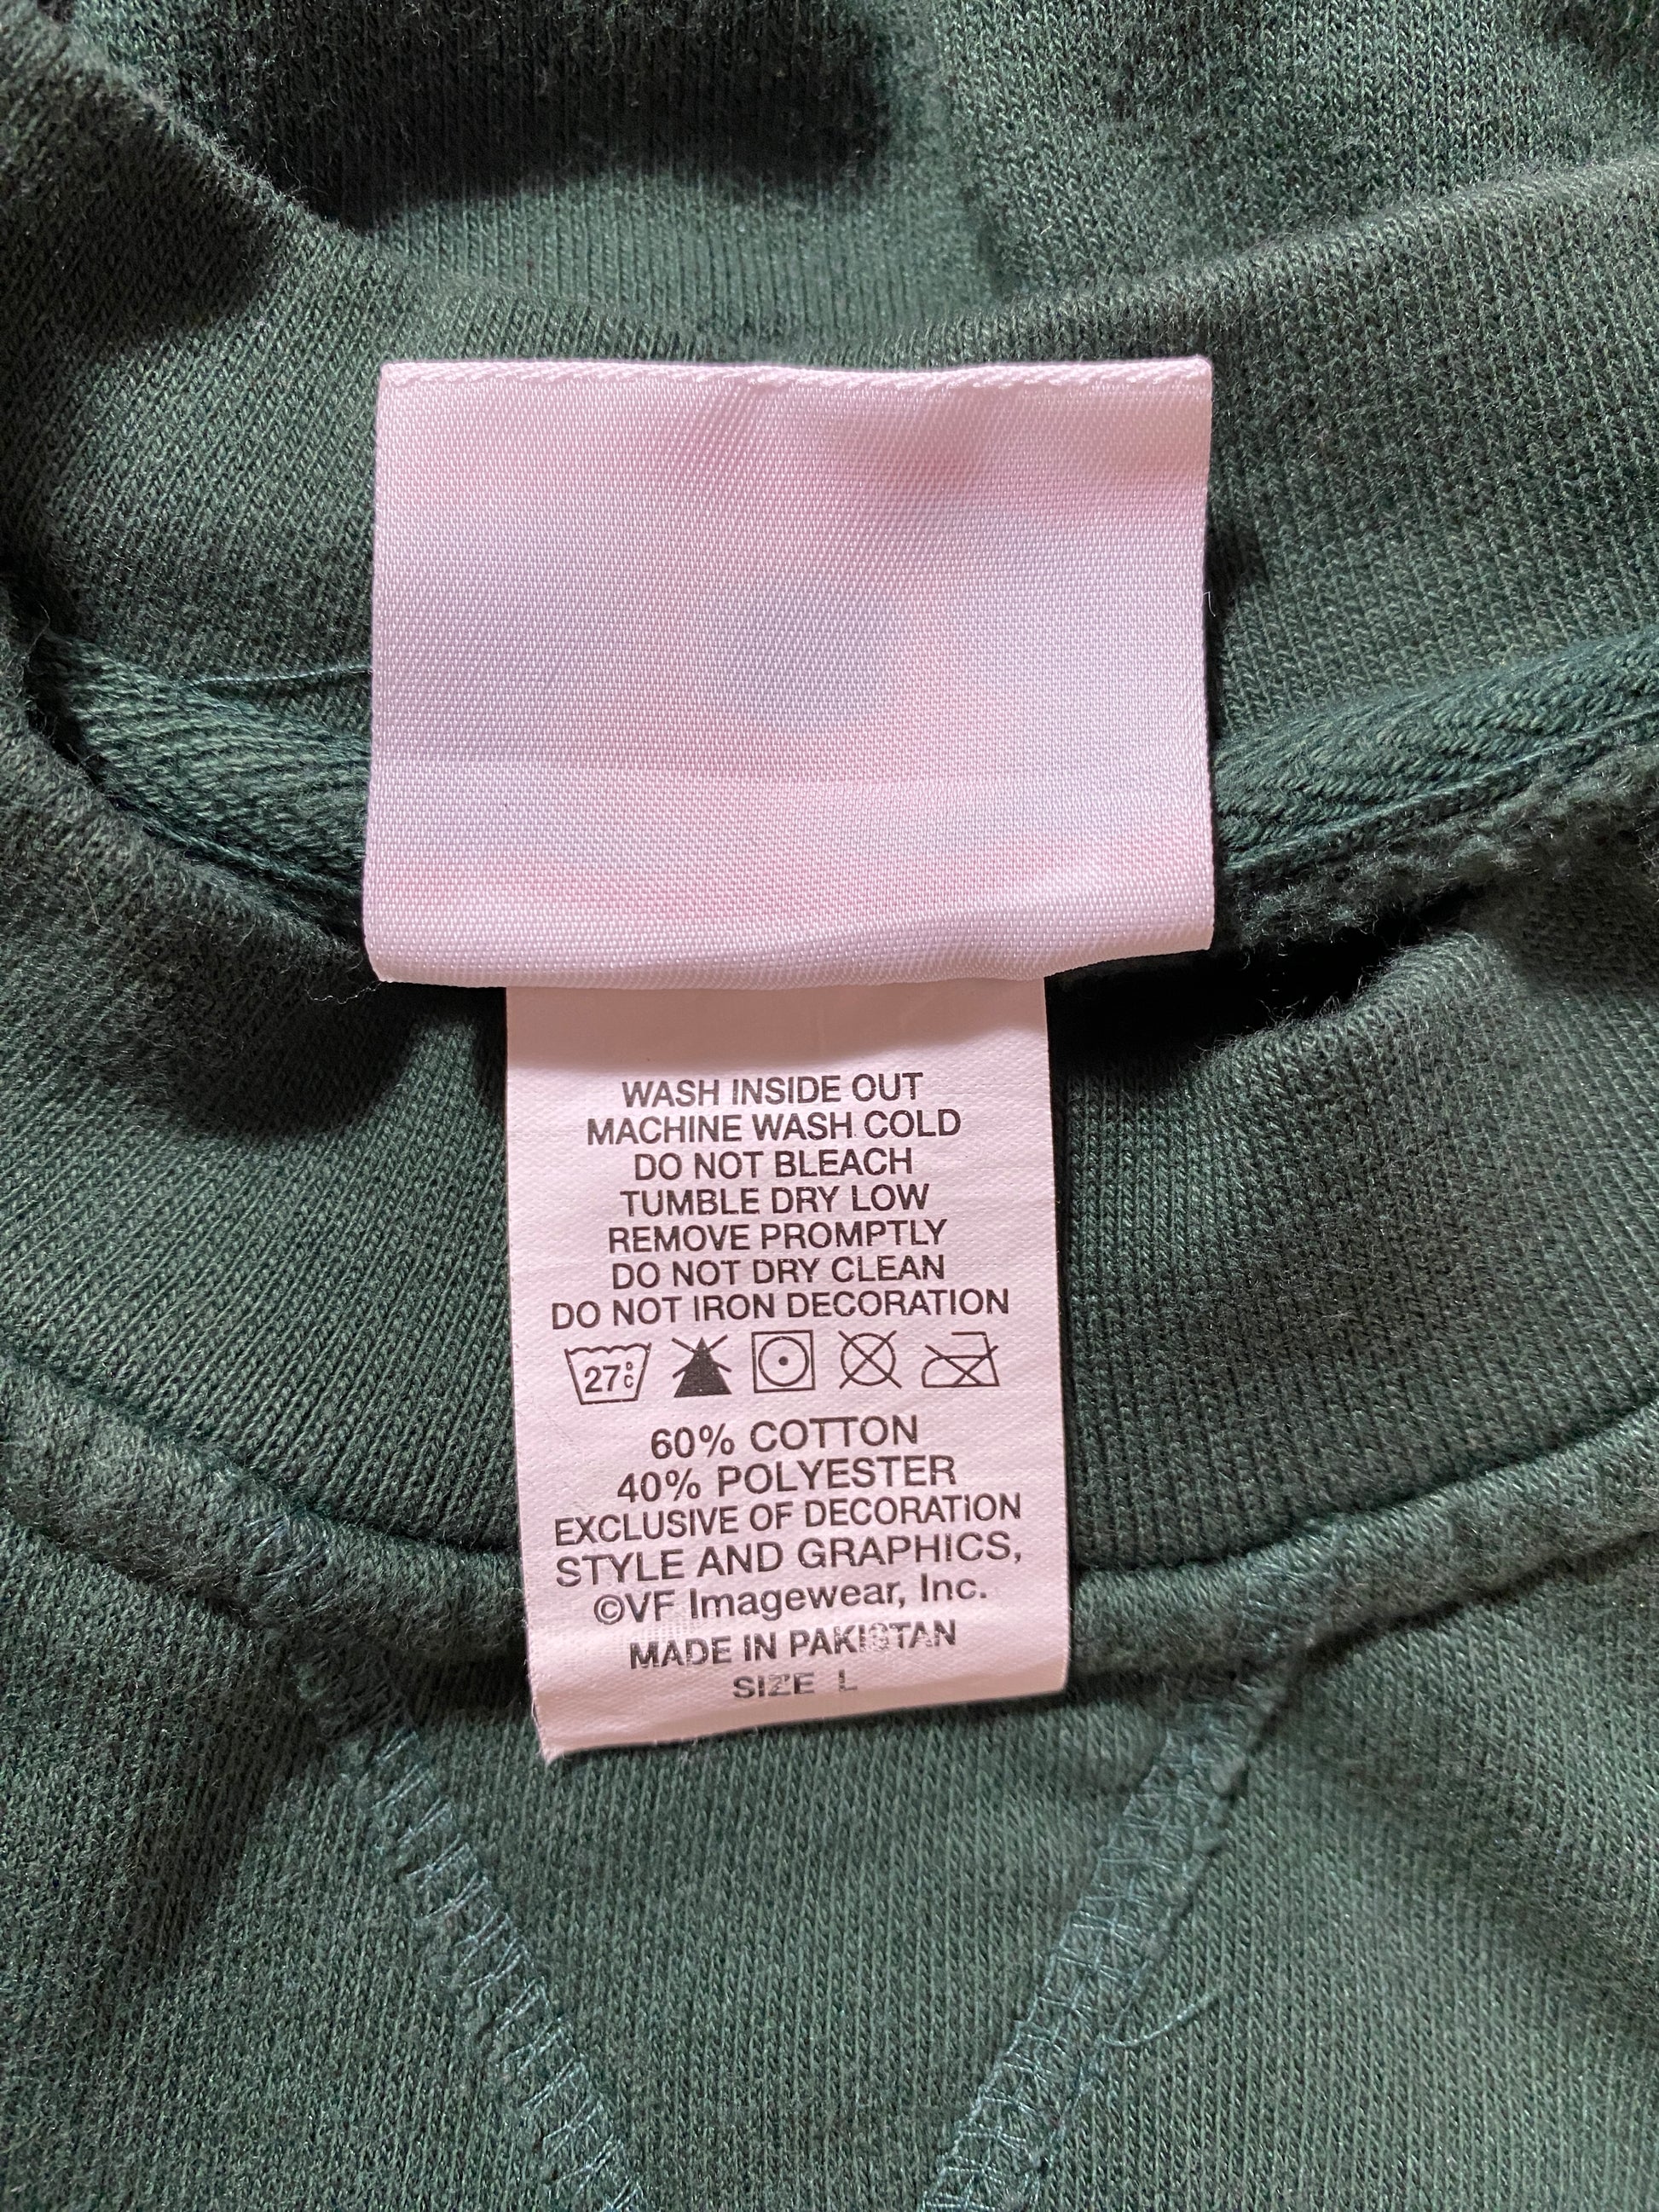 WASH INSIDE OUT
MACHINE WASH COLD
DO NOT BLEACH
TUMBLE DRY LOW
REMOVE PROMPTLY
DO NOT DRY CLEAN
DO NOT IRON DECORATION
27°C
60% COTTON
40% POLYESTER
EXCLUSIVE OF DECORATION
STYLE AND GRAPHICS,
©VF Imagewear, Inc.
MADE IN PAKISTAN
SIZE L